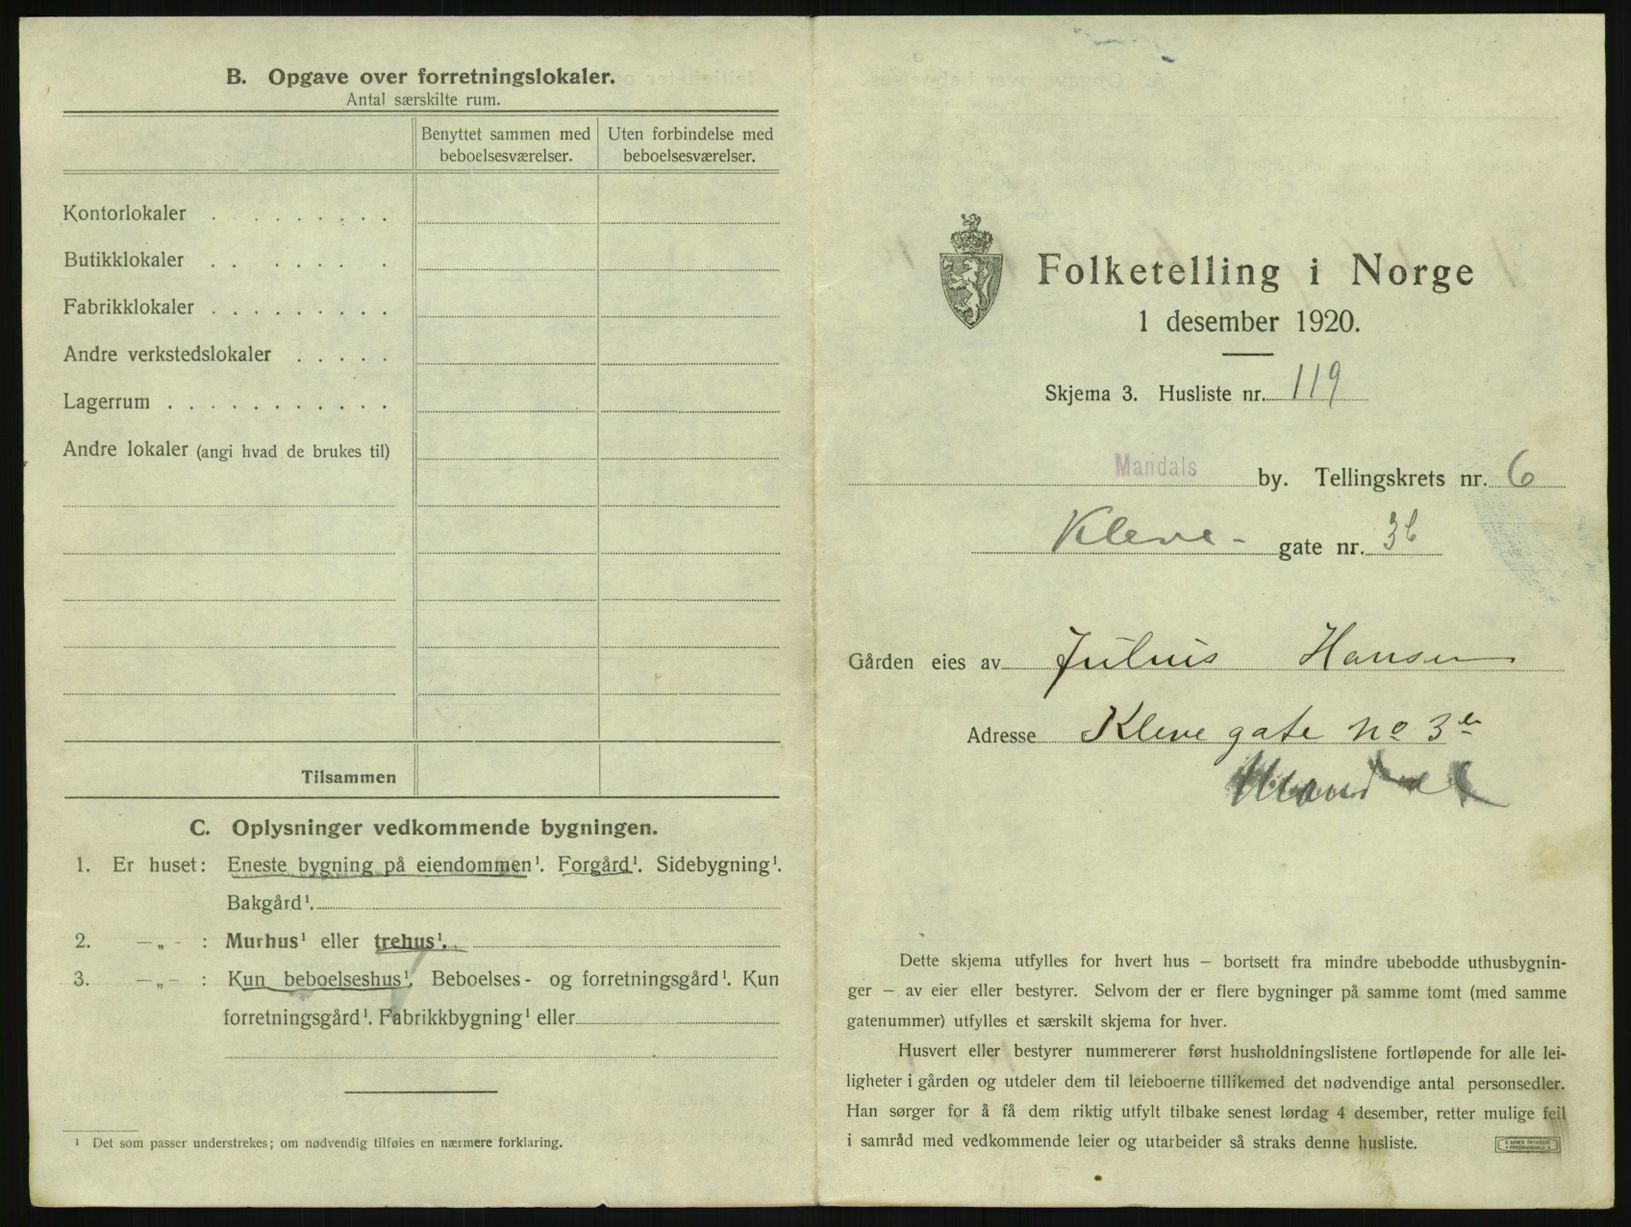 B. Opgave over forretningslokaler.
Antal særskilte rum.
Benyttet sammen med beboelsesværelser.
Uten forbindelse med beboelsesværelser.
Kontorlokaler . . . . . . . . .
Butikklokaler . . . . . . .
Fabrikklokaler . . . . . . . . .
Andre verkstedslokaler . . . . .
Lagerrum . . . . . . . . . . .
Andre lokaler (angi hvad de brukes til)
Tilsammen
C. Oplysninger vedkommende bygningen.
1. Er huset: Eneste bygning på eiendommen¹. Forgård¹. Sidebygning¹.
Bakgård¹.
2. —„— : Murhus¹ eller trehus¹.
3. —„— : Kun beboelseshus¹. Beboelses- og forretningsgård¹. Kun
forretningsgård¹. Fabrikkbygning¹ eller
¹ Det som passer understrekes; om nødvendig tilføies en nærmere forklaring.
Folketelling i Norge
1 desember 1920.
Skjema 3. Husliste nr. 119
Mandals by. Tellingskrets nr. 6
Kleve- gate nr. 3
Gården eies av Julius Hansen
Adresse Kleve gate No 3
Mandal
Dette skjema utfylles for hvert hus — bortsett fra mindre ubebodde uthusbygnin-
ger — av eier eller bestyrer. Selvom der er flere bygninger på samme tomt (med samme
gatenummer) utfylles et særskilt skjema for hver.
Husvert eller bestyrer nummererer først husholdningslistene fortløpende for alle lei-
ligheter i gården og utdeler dem til leieboerne tillikemed det nødvendige antal personsedler.
Han sørger for å få dem riktig utfylt tilbake senest lørdag 4 desember, retter mulige feil
i samråd med vedkommende leier og utarbeider så straks denne husliste.